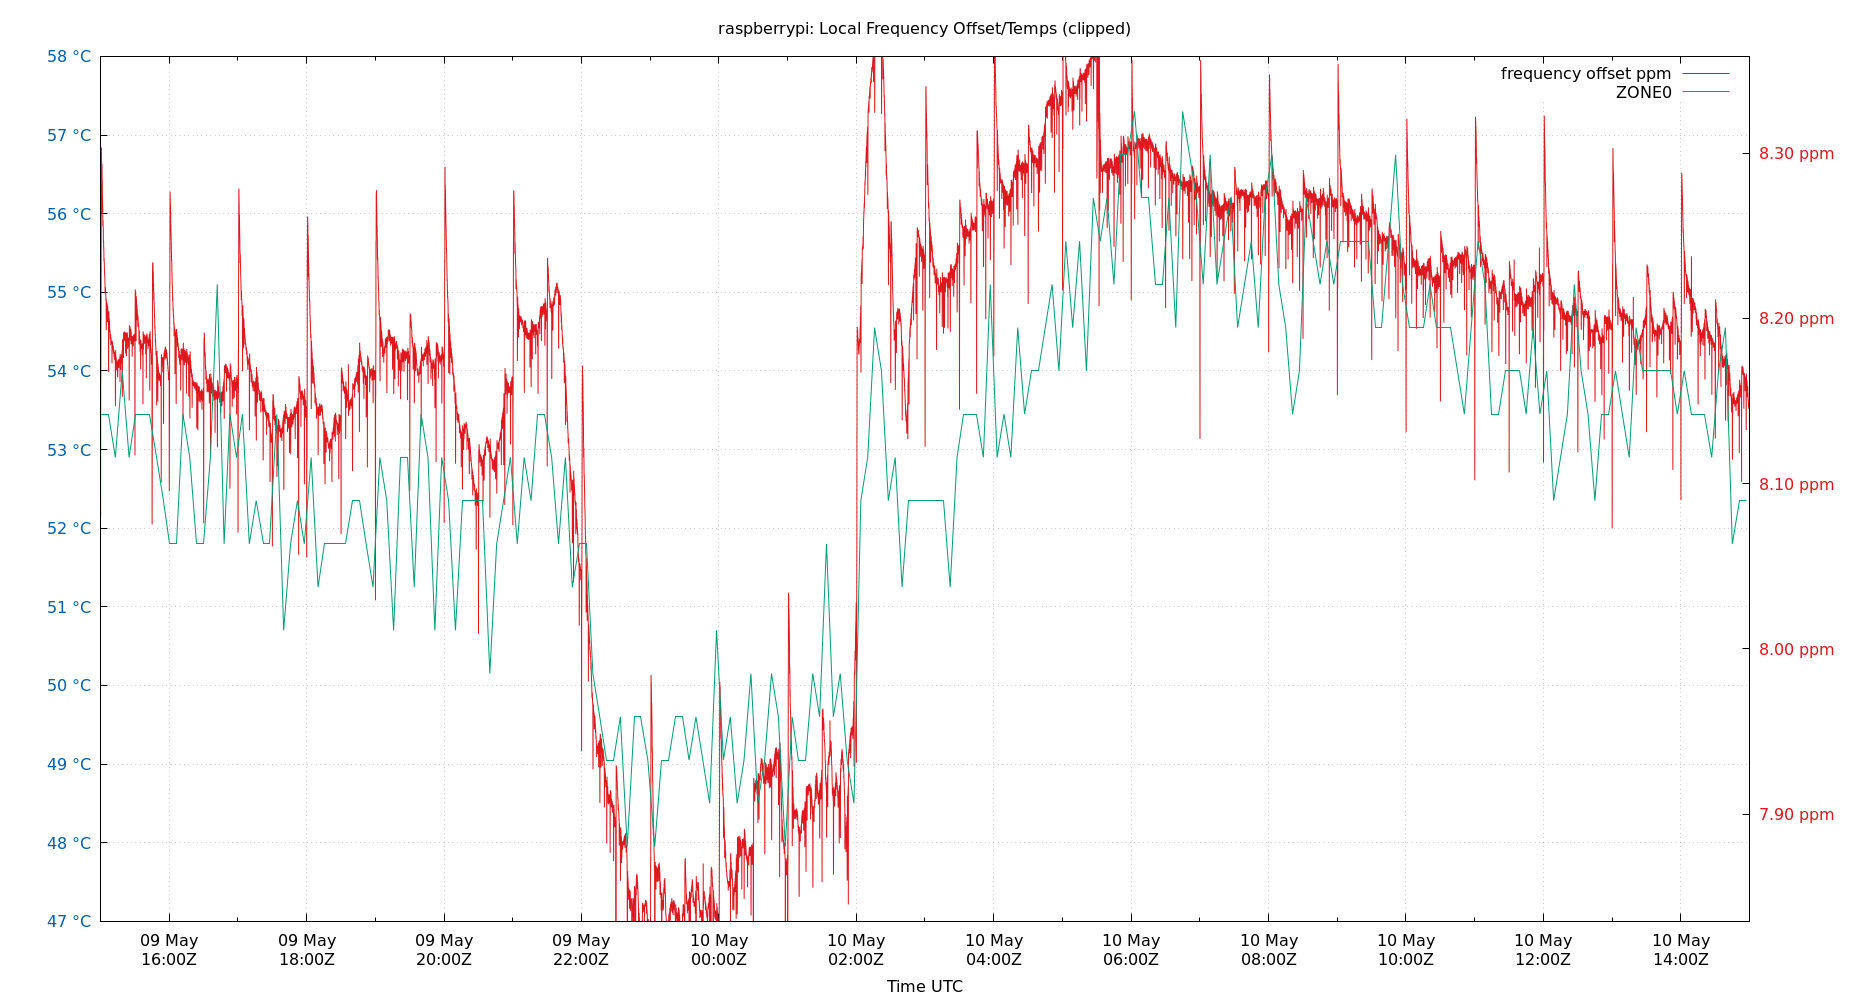 raspberrypi: Local Frequency Offset/Temps (clipped)
58 °C
57 °C
56 °C
55 °C
54 °C
53 °C
52 °C
51 °C
50 °C
49 °C
48 °C
47 °C
frequency offset ppm
ZONE0
8.30 ppm
8.20 ppm
8.10 ppm
8.00 ppm
7.90 ppm
09 May
16:00Z
09 May
18:00Z
09 May
20:00Z
09 May
22:00Z
10 May
00:00Z
10 May
02:00Z
10 May
04:00Z
10 May
06:00Z
10 May
08:00Z
10 May
10:00Z
10 May
12:00Z
10 May
14:00Z
Time UTC